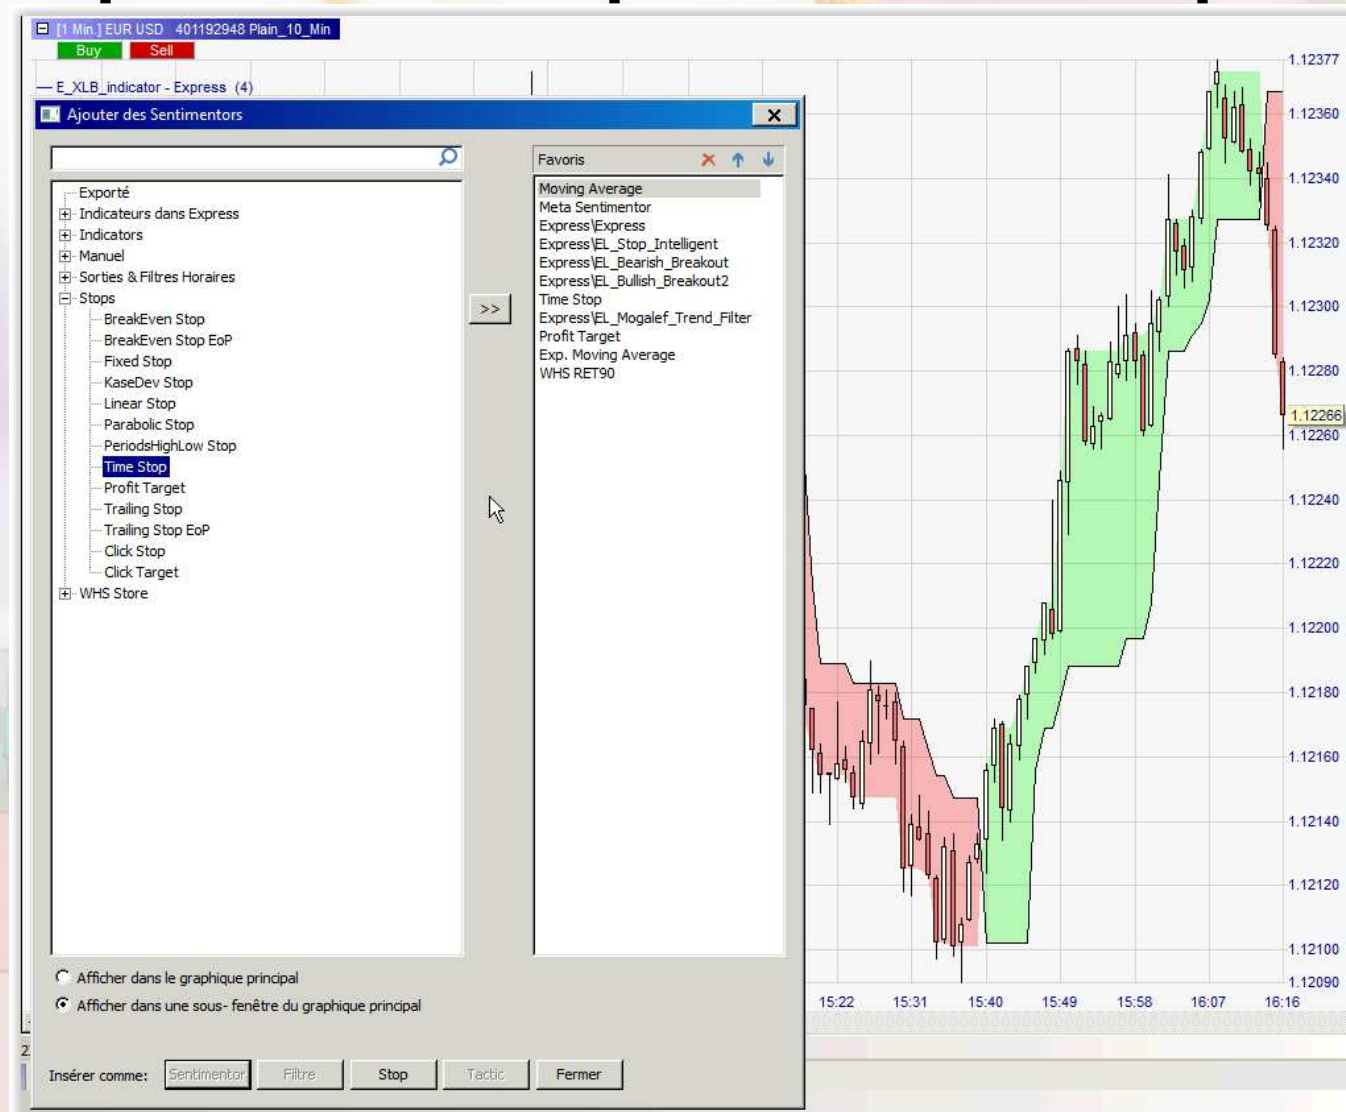 [1 Min.] EUR USD 401192948 Plain_10_Min
Buy Sell
E_XLB_indicator - Express (4)
Ajouter des Sentimentors
Exporté
Indicateurs dans Express
Indicators
Manuel
Sorties & Filtres Horaires
Stops
BreakEven Stop
BreakEven Stop EoP
Fixed Stop
KaseDev Stop
Linear Stop
Parabolic Stop
PeriodsHighLow Stop
Time Stop
Profit Target
Trailing Stop
Trailing Stop EoP
Click Stop
Click Target
WHS Store
>>
Favoris
Moving Average
Meta Sentimentor
Express\Express
Express\EL_Stop_Intelligent
Express\EL_Bearish_Breakout
Express\EL_Bullish_Breakout2
Time Stop
Express\EL_Mogalef_Trend_Filter
Profit Target
Exp. Moving Average
WHS RET90
Afficher dans le graphique principal
Afficher dans une sous- fenêtre du graphique principal
Insérer comme: Sentimentor Filtre Stop Tactic Fermer
1.12377
1.12360
1.12340
1.12320
1.12300
1.12280
1.12266
1.12260
1.12240
1.12220
1.12200
1.12180
1.12160
1.12140
1.12120
1.12100
1.12090
15:22 15:31 15:40 15:49 15:58 16:07 16:16